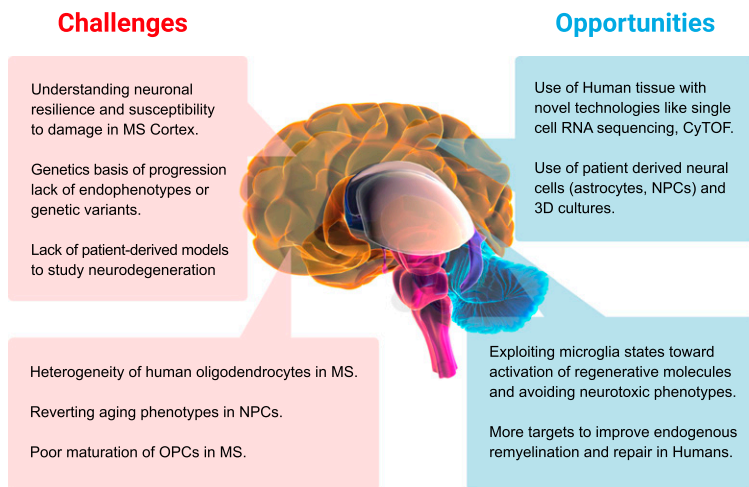 Challenges
Opportunities
Understanding neuronal
resilience and susceptibility
to damage in MS Cortex.
Genetics basis of progression
lack of endophenotypes or
genetic variants.
Lack of patient-derived models
to study neurodegeneration
Use of Human tissue with
novel technologies like single
cell RNA sequencing, CyTOF.
Use of patient derived neural
cells (astrocytes, NPCs) and
3D cultures.
Heterogeneity of human oligodendrocytes in MS.
Reverting aging phenotypes in NPCs.
Poor maturation of OPCs in MS.
Exploiting microglia states toward
activation of regenerative molecules
and avoiding neurotoxic phenotypes.
More targets to improve endogenous
remyelination and repair in Humans.